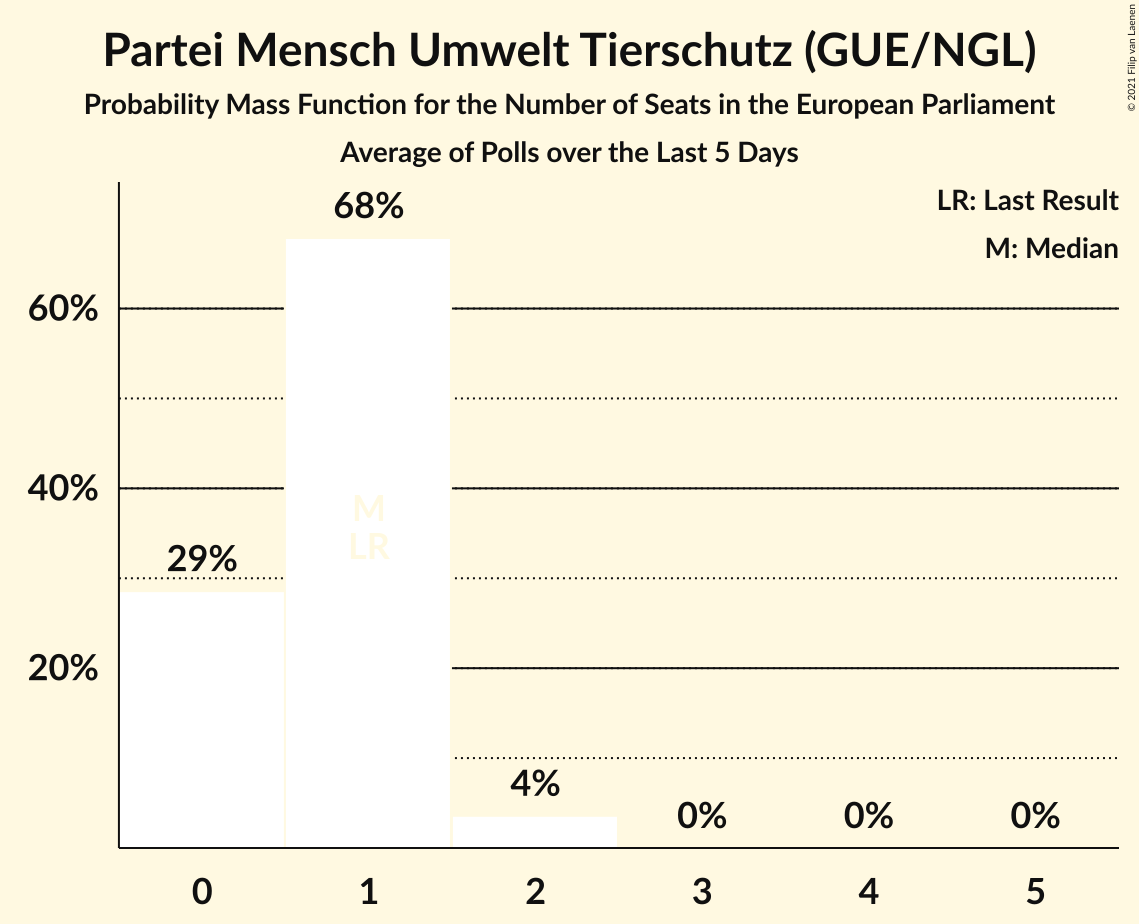 Partei Mensch Umwelt Tierschutz (GUE/NGL)
Probability Mass Function for the Number of Seats in the European Parliament
Average of Polls over the Last 5 Days
© 2021 Filip van Laenen
LR: Last Result
M: Median
68%
60%
40%
M
LR
29%
20%
4%
0%
0%
0%
0
1
2
3
4
5